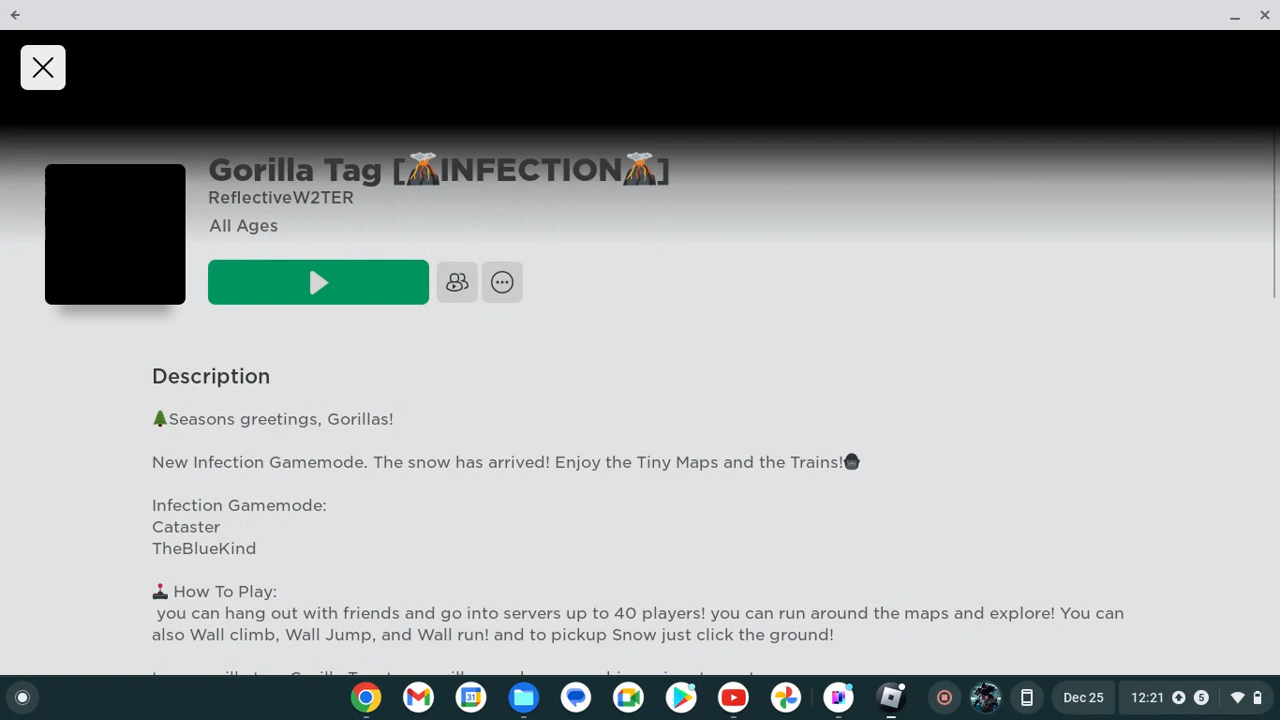 Gorilla Tag [🌋INFECTION🌋]
ReflectiveW2TER
All Ages
Description
🌲Seasons greetings, Gorillas!
New Infection Gamemode. The snow has arrived! Enjoy the Tiny Maps and the Trains!🦍
Infection Gamemode:
Cataster
TheBlueKind
🕹️ How To Play:
you can hang out with friends and go into servers up to 40 players! you can run around the maps and explore! You can
also Wall climb, Wall Jump, and Wall run! and to pickup Snow just click the ground!
31
Dec 25
12:21
5